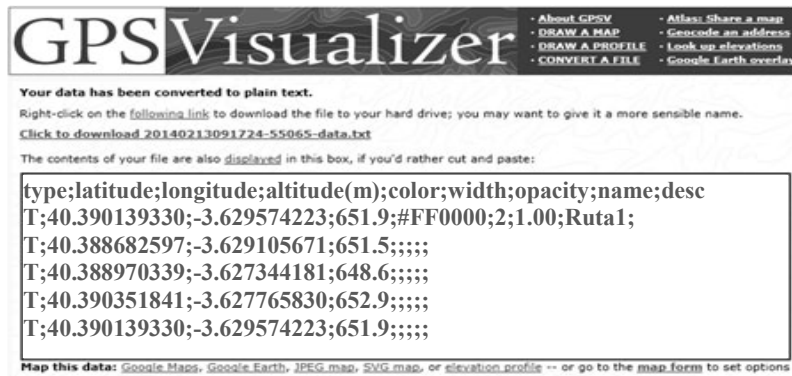 GPSVisualizer
· About GPSV
· DRAW A MAP
· DRAW A PROFILE
· CONVERT A FILE
· Atlas: Share a map
· Geocode an address
· Look up elevations
· Google Earth overlay
Your data has been converted to plain text.
Right-click on the following link to download the file to your hard drive; you may want to give it a more sensible name.
Click to download 20140213091724-55065-data.txt
The contents of your file are also displayed in this box, if you'd rather cut and paste:
type;latitude;longitude;altitude(m);color;width;opacity;name;desc
T;40.390139330;-3.629574223;651.9;#FF0000;2;1.00;Ruta1;
T;40.388682597;-3.629105671;651.5;;;;;
T;40.388970339;-3.627344181;648.6;;;;;
T;40.390351841;-3.627765830;652.9;;;;;
T;40.390139330;-3.629574223;651.9;;;;;
Map this data: Google Maps, Google Earth, JPEG map, SVG map, or elevation profile -- or go to the map form to set options